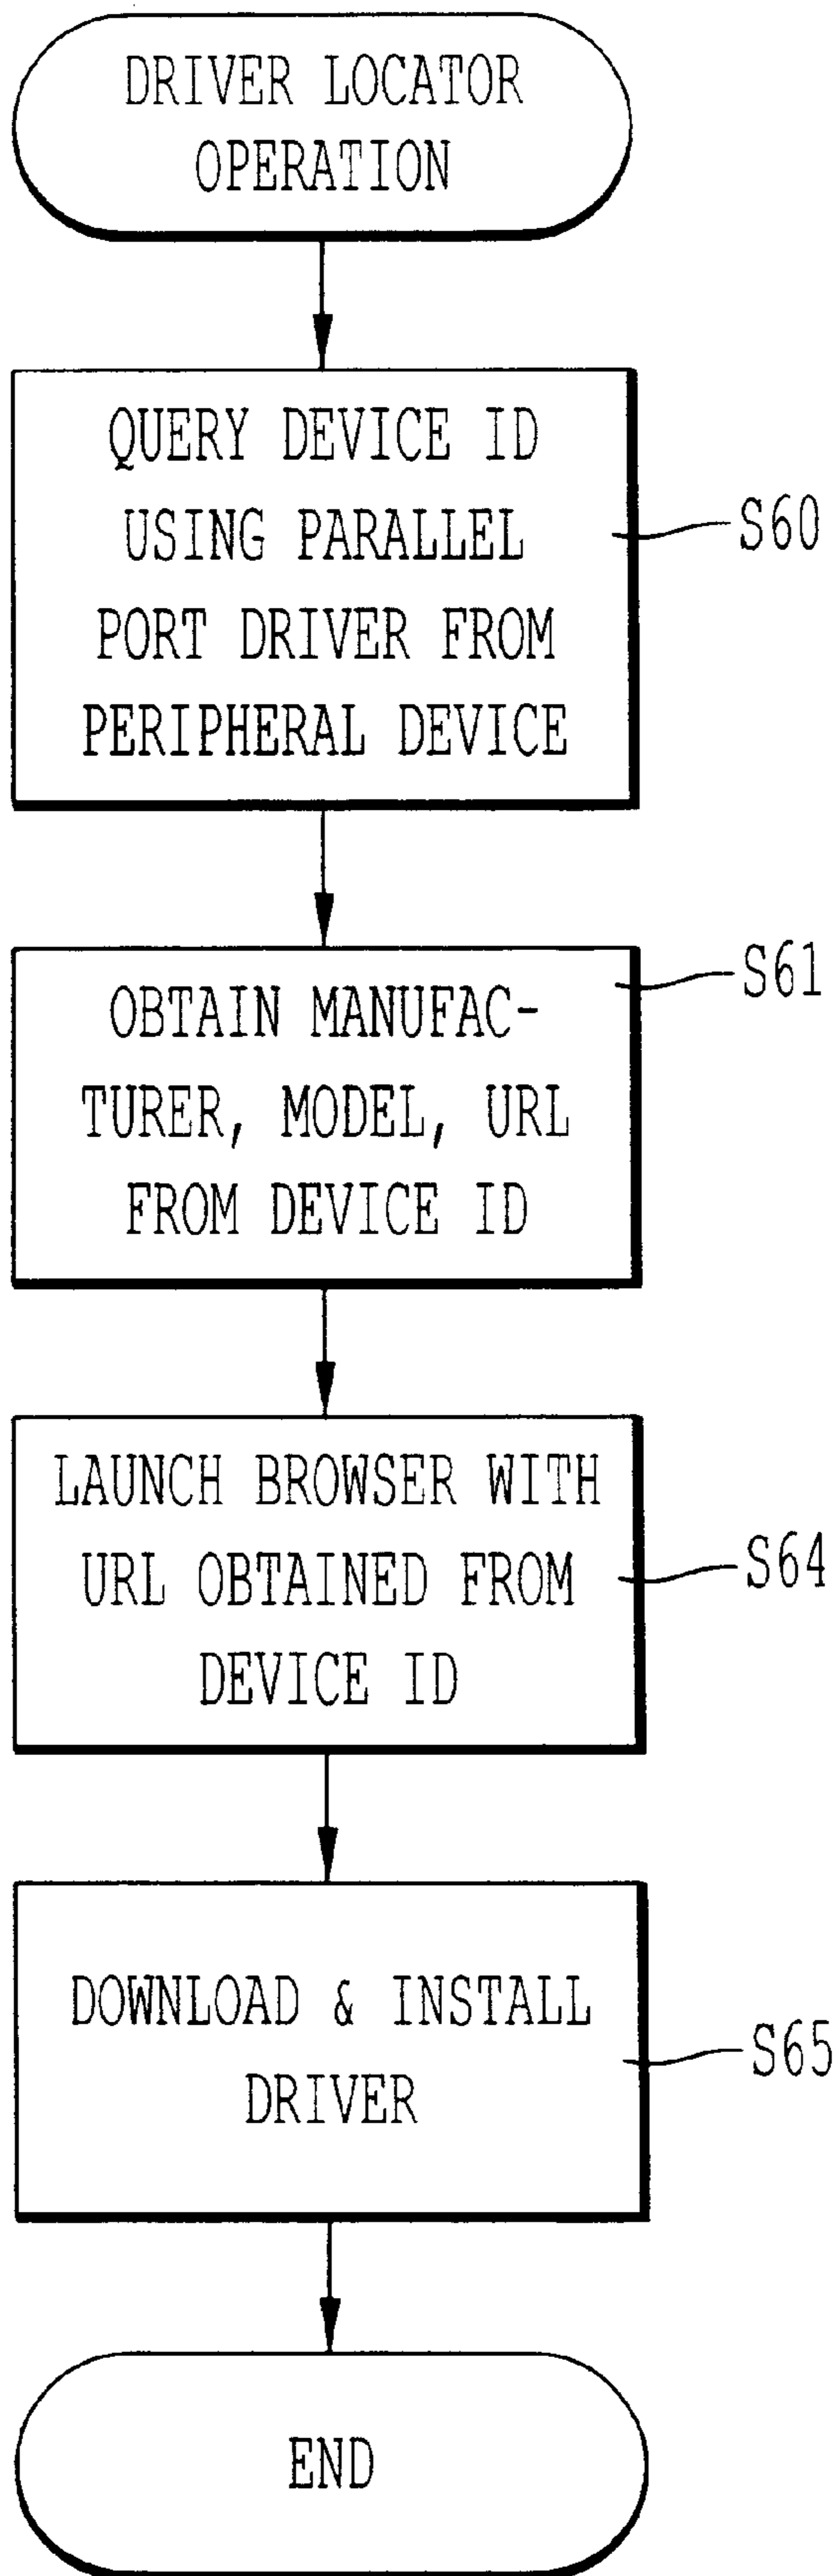 DRIVER LOCATOR
OPERATION
QUERY DEVICE ID
USING PARALLEL
PORT DRIVER FROM
PERIPHERAL DEVICE
S60
OBTAIN MANUFAC-
TURER, MODEL, URL
FROM DEVICE ID
S61
LAUNCH BROWSER WITH
URL OBTAINED FROM
DEVICE ID
S64
DOWNLOAD & INSTALL
DRIVER
S65
END